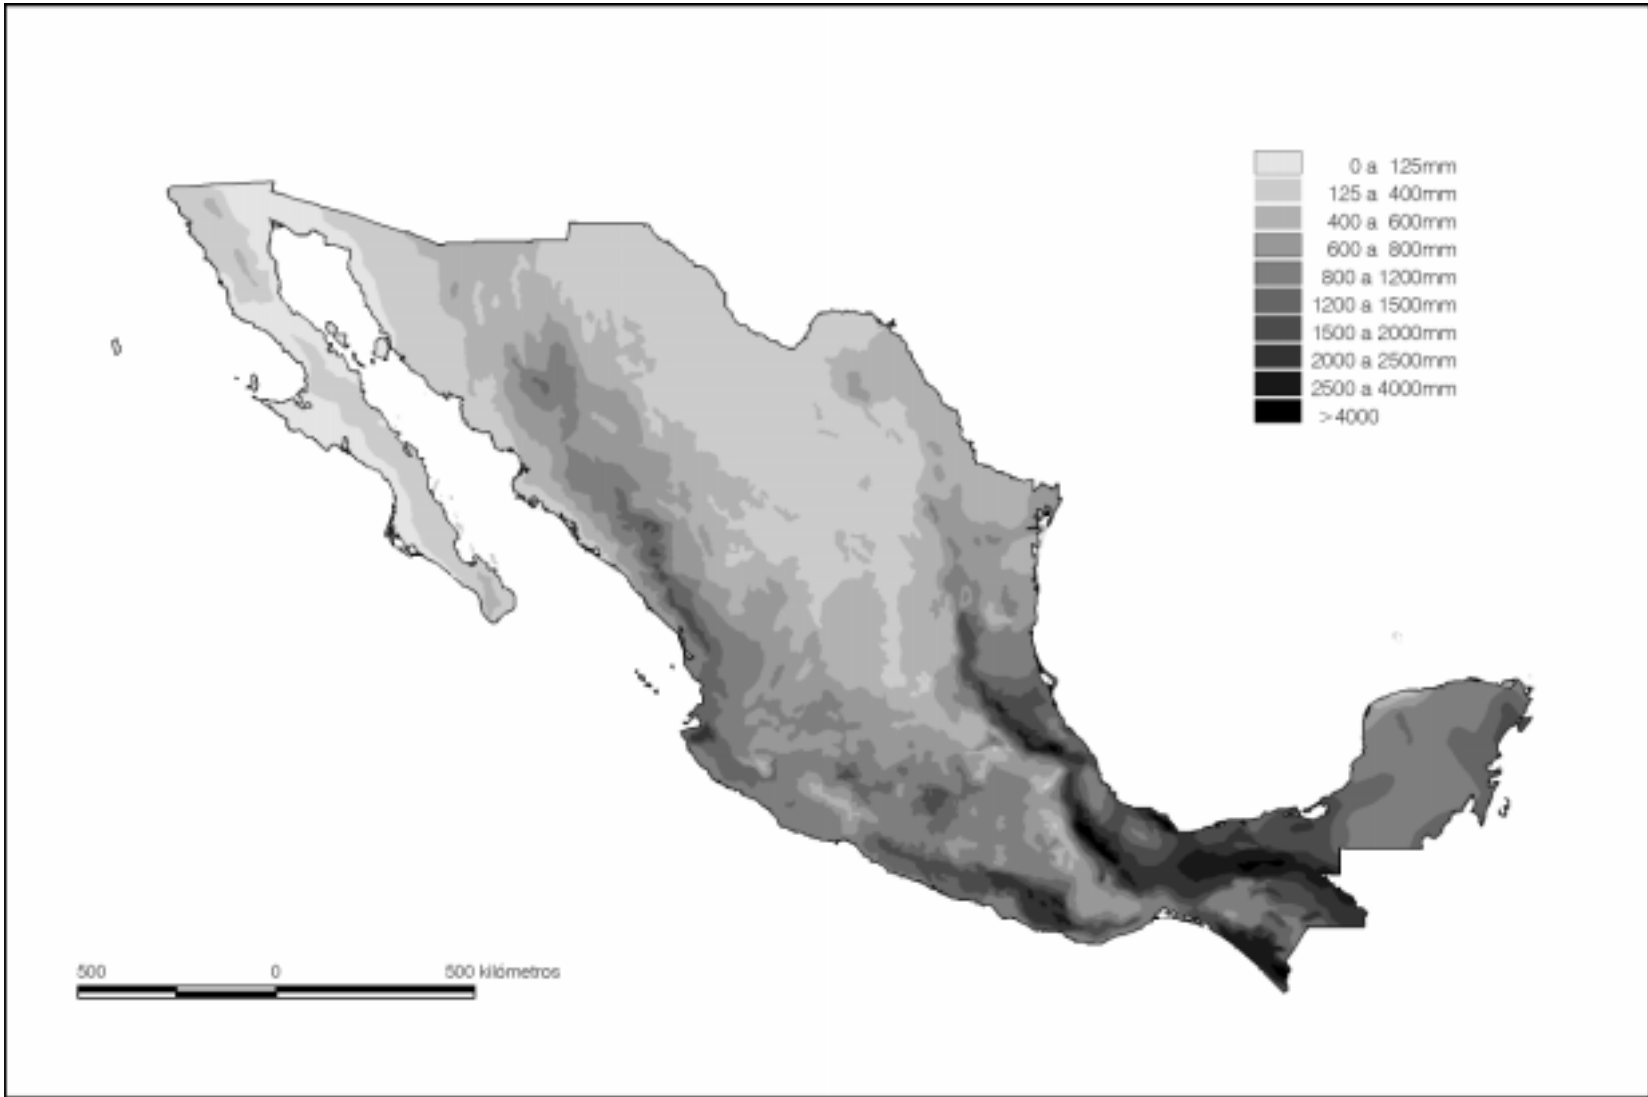 0 a 125mm
125 a 400mm
400 a 600mm
600 a 800mm
800 a 1200mm
1200 a 1500mm
1500 a 2000mm
2000 a 2500mm
2500 a 4000mm
>4000
500 0 500 kilómetros